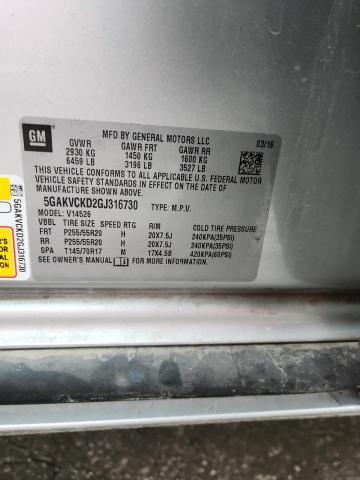 GM
MFD BY GENERAL MOTORS LLC
03/16
GVWR GAWR FRT GAWR RR
2930 KG 1450 KG 1600 KG
6459 LB 3196 LB 3527 LB
THIS VEHICLE CONFORMS TO ALL APPLICABLE U.S. FEDERAL MOTOR
VEHICLE SAFETY AND THEFT PREVENTION STANDARDS IN EFFECT ON THE DATE OF
MANUFACTURE SHOWN ABOVE.
5GAKVCKD2GJ316730 TYPE: M.P.V.
MODEL: V14526
VBBL TIRE SIZE SPEED RTG RIM COLD TIRE PRESSURE
FRT P255/55R20 H 20X7.5J 240KPA(35PSI)
RR P255/55R20 H 20X7.5J 240KPA(35PSI)
SPA T145/70R17 M 17X4.5B 420KPA(60PSI)
SEE OWNER'S MANUAL FOR MORE INFORMATION.
5GAKVCKD2GJ316730